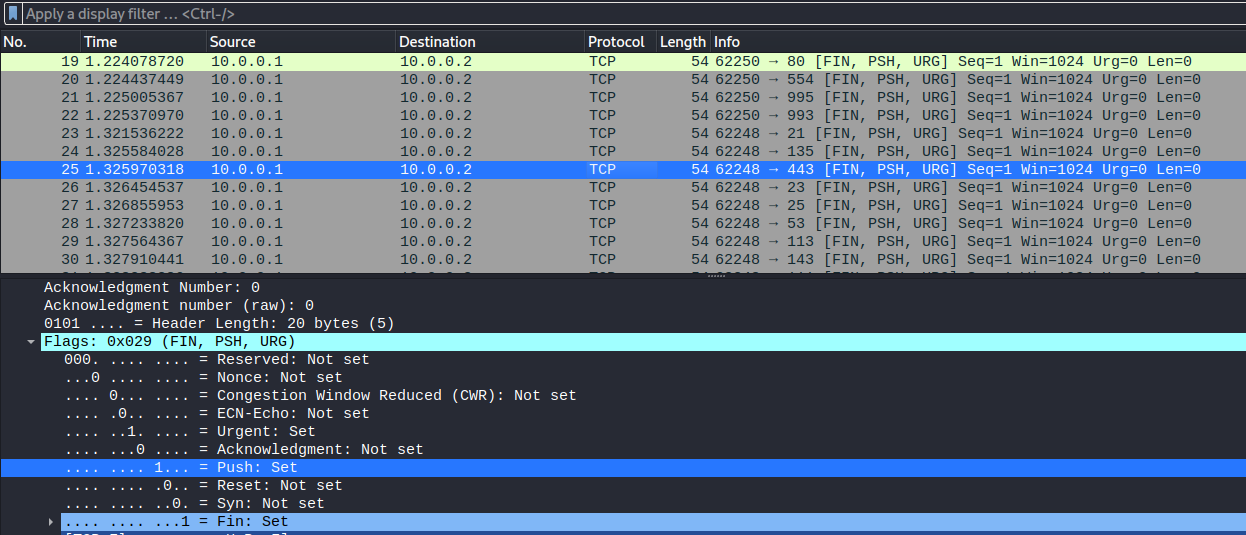 Apply a display filter … <Ctrl-/>
No. Time Source Destination Protocol Length Info
19 1.224078720 10.0.0.1 10.0.0.2 TCP 54 62250 → 80 [FIN, PSH, URG] Seq=1 Win=1024 Urg=0 Len=0
20 1.224437449 10.0.0.1 10.0.0.2 TCP 54 62250 → 554 [FIN, PSH, URG] Seq=1 Win=1024 Urg=0 Len=0
21 1.225005367 10.0.0.1 10.0.0.2 TCP 54 62250 → 995 [FIN, PSH, URG] Seq=1 Win=1024 Urg=0 Len=0
22 1.225370970 10.0.0.1 10.0.0.2 TCP 54 62250 → 993 [FIN, PSH, URG] Seq=1 Win=1024 Urg=0 Len=0
23 1.321536222 10.0.0.1 10.0.0.2 TCP 54 62248 → 21 [FIN, PSH, URG] Seq=1 Win=1024 Urg=0 Len=0
24 1.325584028 10.0.0.1 10.0.0.2 TCP 54 62248 → 135 [FIN, PSH, URG] Seq=1 Win=1024 Urg=0 Len=0
25 1.325970318 10.0.0.1 10.0.0.2 TCP 54 62248 → 443 [FIN, PSH, URG] Seq=1 Win=1024 Urg=0 Len=0
26 1.326454537 10.0.0.1 10.0.0.2 TCP 54 62248 → 23 [FIN, PSH, URG] Seq=1 Win=1024 Urg=0 Len=0
27 1.326855953 10.0.0.1 10.0.0.2 TCP 54 62248 → 25 [FIN, PSH, URG] Seq=1 Win=1024 Urg=0 Len=0
28 1.327233820 10.0.0.1 10.0.0.2 TCP 54 62248 → 53 [FIN, PSH, URG] Seq=1 Win=1024 Urg=0 Len=0
29 1.327564367 10.0.0.1 10.0.0.2 TCP 54 62248 → 113 [FIN, PSH, URG] Seq=1 Win=1024 Urg=0 Len=0
30 1.327910441 10.0.0.1 10.0.0.2 TCP 54 62248 → 143 [FIN, PSH, URG] Seq=1 Win=1024 Urg=0 Len=0
Acknowledgment Number: 0
Acknowledgment number (raw): 0
0101 .... = Header Length: 20 bytes (5)
Flags: 0x029 (FIN, PSH, URG)
000. .... .... = Reserved: Not set
...0 .... .... = Nonce: Not set
.... 0... .... = Congestion Window Reduced (CWR): Not set
.... .0.. .... = ECN-Echo: Not set
.... ..1. .... = Urgent: Set
.... ...0 .... = Acknowledgment: Not set
.... .... 1... = Push: Set
.... .... .0.. = Reset: Not set
.... .... ..0. = Syn: Not set
.... .... ...1 = Fin: Set